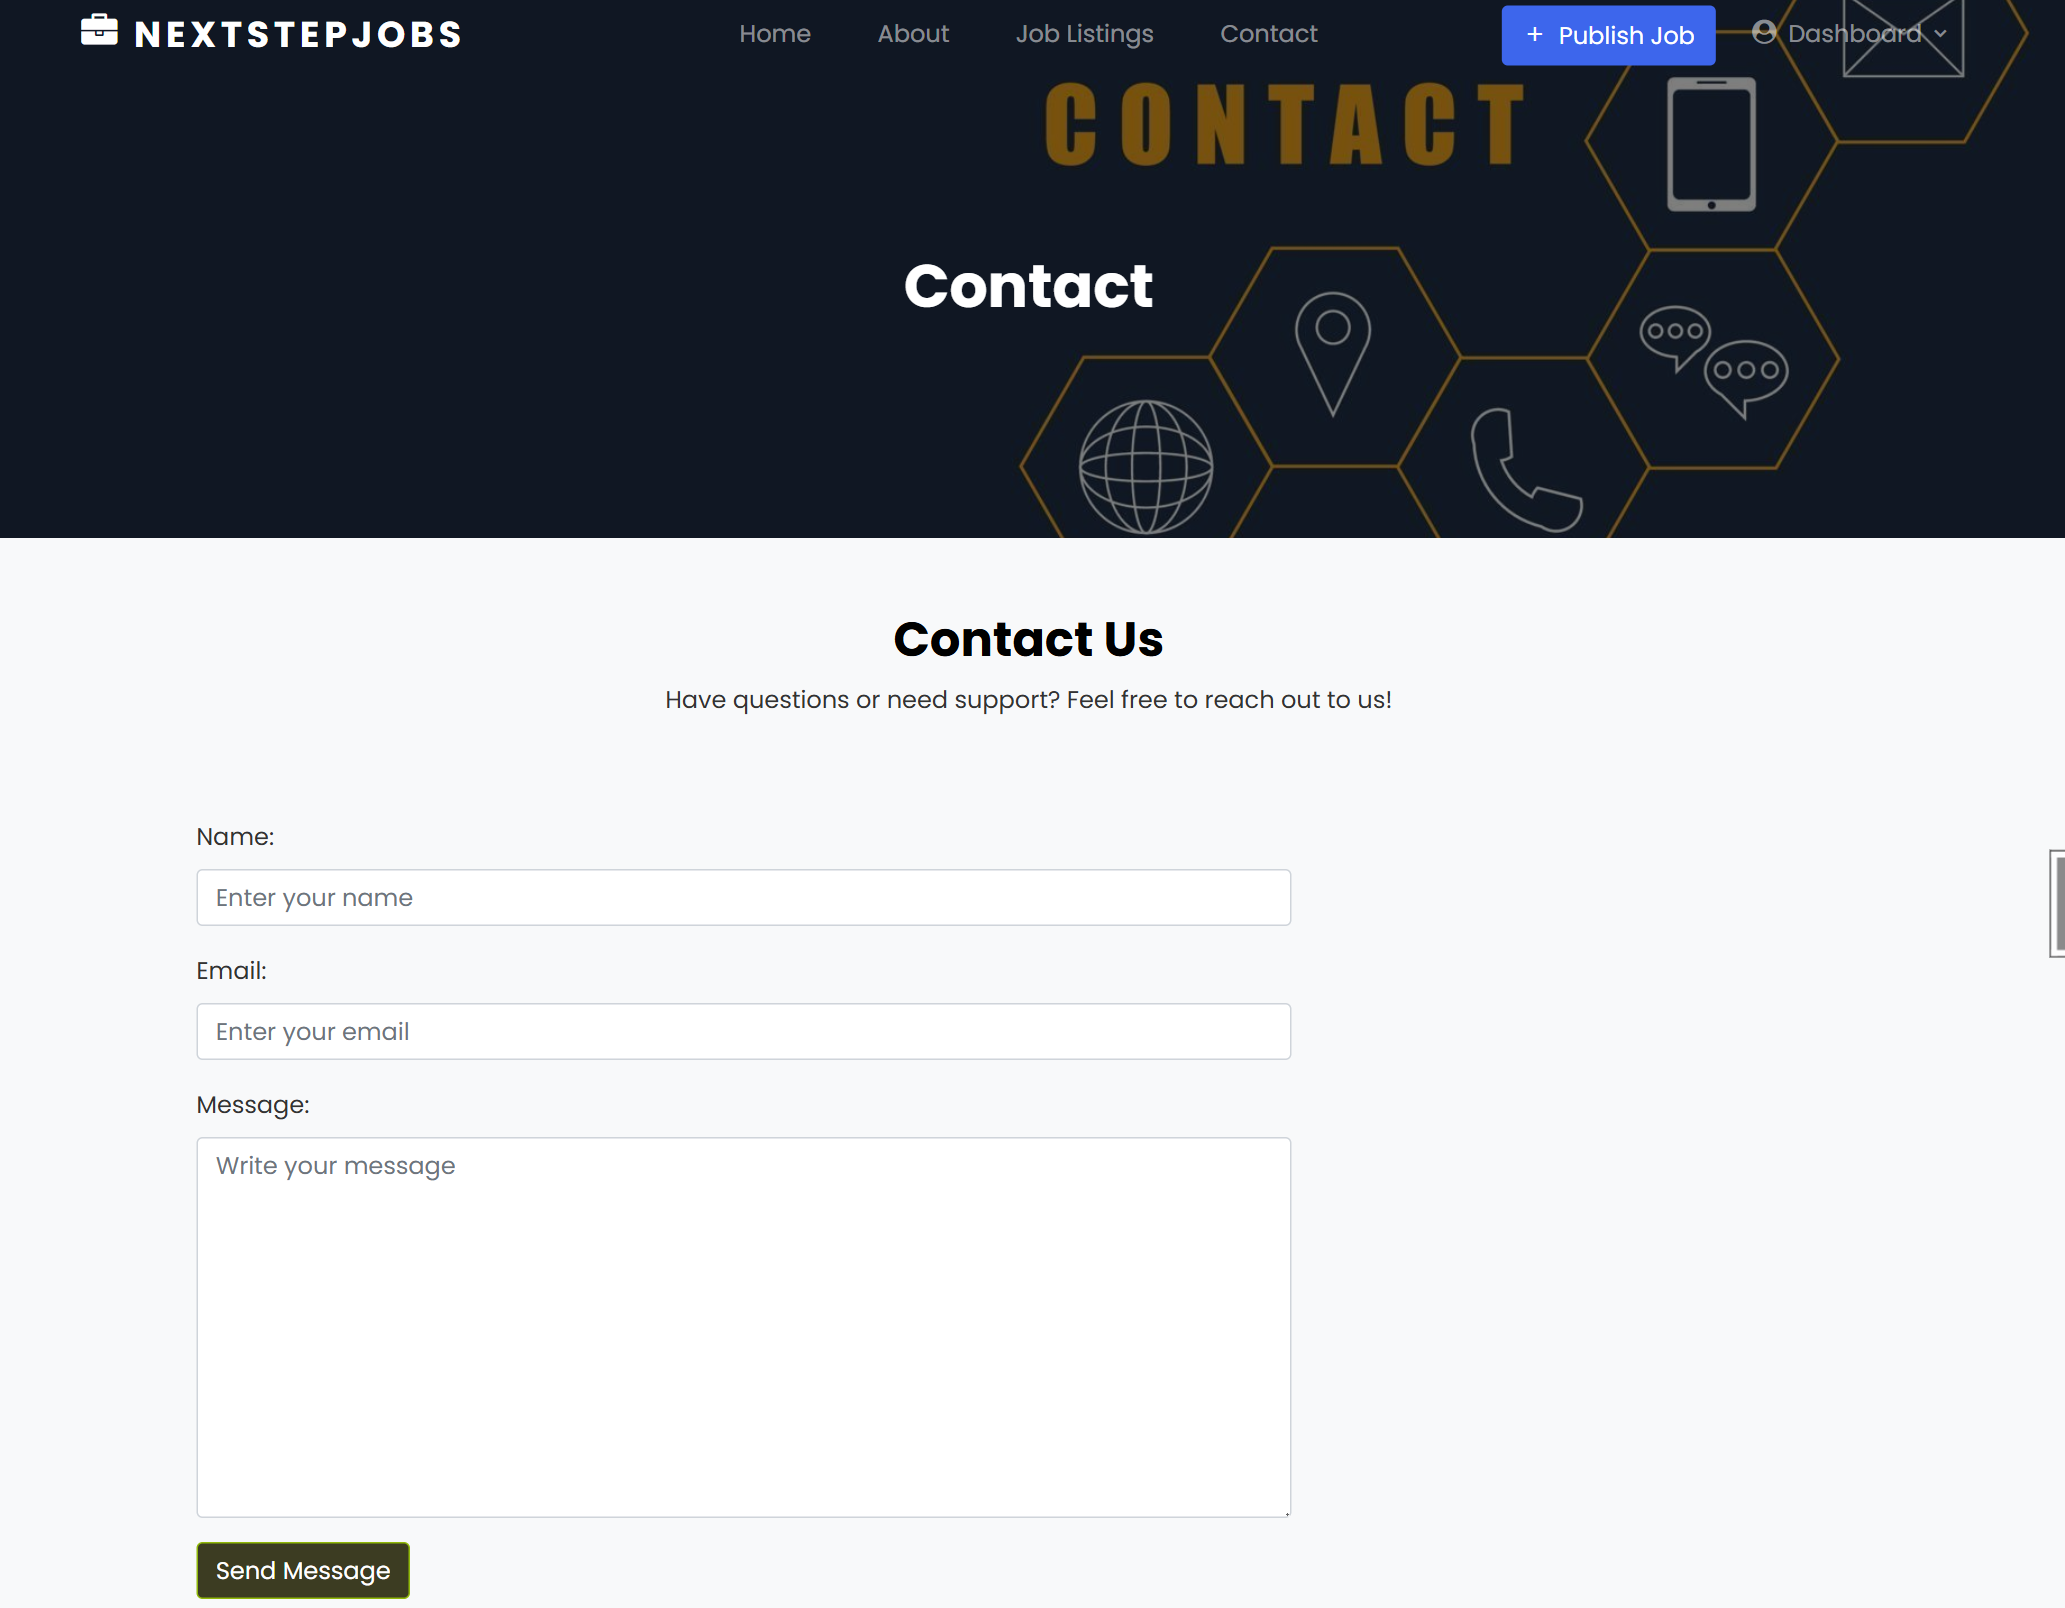 NEXTSTEPJOBS
Home About Job Listings Contact
+ Publish Job
Dashboard
CONTACT
Contact
Contact Us
Have questions or need support? Feel free to reach out to us!
Name:
Enter your name
Email:
Enter your email
Message:
Write your message
Send Message